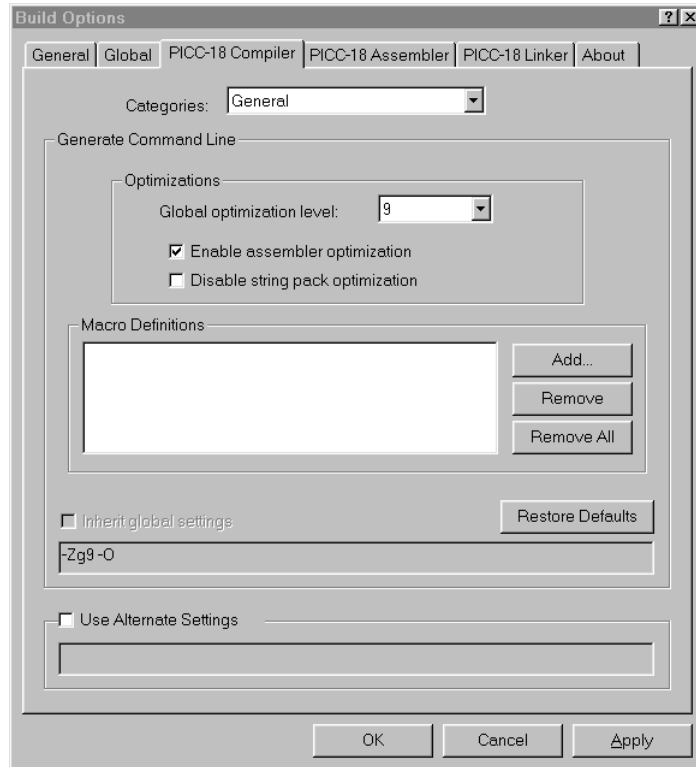 Build Options
General Global PICC-18 Compiler PICC-18 Assembler PICC-18 Linker About
Categories: General
Generate Command Line
Optimizations
Global optimization level: 9
Enable assembler optimization
Disable string pack optimization
Macro Definitions
Add...
Remove
Remove All
Inherit global settings
Restore Defaults
-Zg9 -O
Use Alternate Settings
OK Cancel Apply